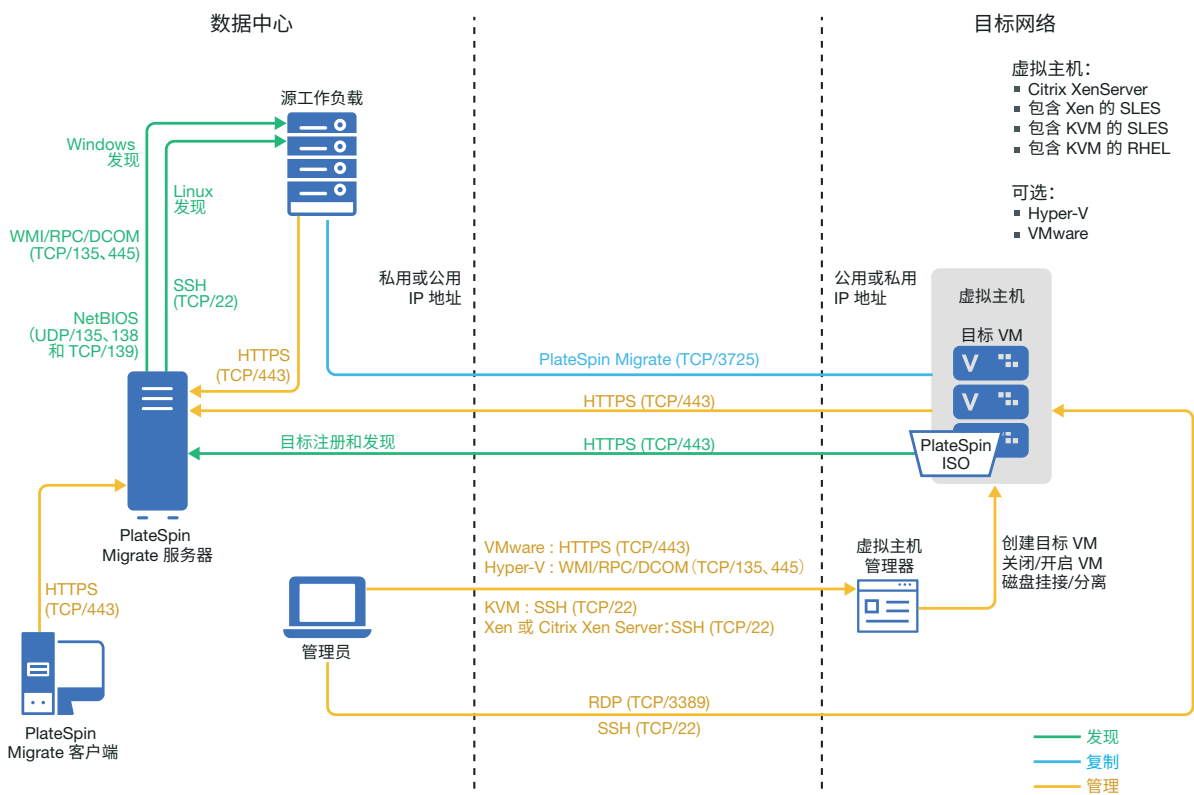 数据中心
目标网络
虚拟主机：
Citrix XenServer
包含 Xen 的 SLES
包含 KVM 的 SLES
包含 KVM 的 RHEL
可选：
Hyper-V
VMware
源工作负载
Windows
发现
Linux
发现
WMI/RPC/DCOM
(TCP/135、445)
SSH
(TCP/22)
NetBIOS
（UDP/135、138
和 TCP/139)
HTTPS
(TCP/443)
私用或公用
IP 地址
公用或私用
IP 地址
虚拟主机
目标 VM
V
V
PlateSpin
ISO
PlateSpin Migrate (TCP/3725)
HTTPS (TCP/443)
目标注册和发现
HTTPS (TCP/443)
PlateSpin
Migrate 服务器
HTTPS
(TCP/443)
PlateSpin
Migrate 客户端
管理员
VMware : HTTPS (TCP/443)
Hyper-V : WMI/RPC/DCOM（TCP/135、445）
KVM : SSH (TCP/22)
Xen 或 Citrix Xen Server：SSH (TCP/22)
虚拟主机
管理器
创建目标 VM
关闭/开启 VM
磁盘挂接/分离
RDP (TCP/3389)
SSH (TCP/22)
发现
复制
管理